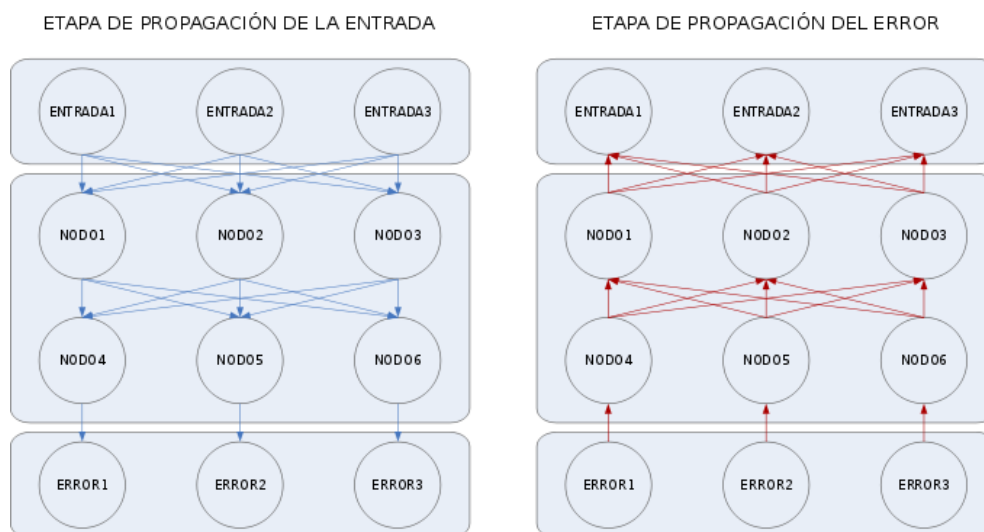 ETAPA DE PROPAGACIÓN DE LA ENTRADA
ENTRADA1
ENTRADA2
ENTRADA3
NODO1
NODO2
NODO3
NODO4
NODO5
NODO6
ERROR1
ERROR2
ERROR3
ETAPA DE PROPAGACIÓN DEL ERROR
ENTRADA1
ENTRADA2
ENTRADA3
NODO1
NODO2
NODO3
NODO4
NODO5
NODO6
ERROR1
ERROR2
ERROR3